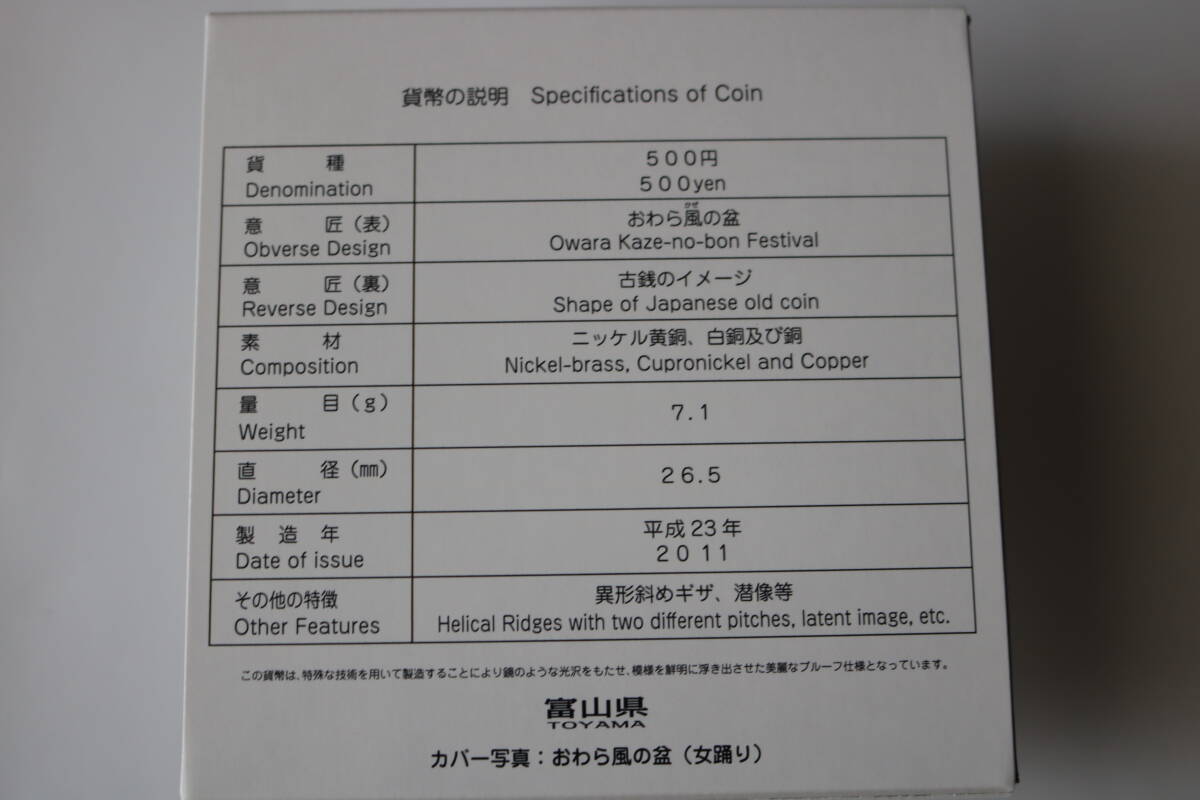 貨幣の説明 Specifications of Coin
貨種 ５００円
Denomination ５００yen
かぜ
意匠（表） おわら風の盆
Obverse Design Owara Kaze-no-bon Festival
意匠（裏） 古銭のイメージ
Reverse Design Shape of Japanese old coin
素材 ニッケル黄銅、白銅及び銅
Composition Nickel-brass, Cupronickel and Copper
量目（g） ７.１
Weight
直径（㎜） ２６.５
Diameter
製造年 平成23年
Date of issue ２０１１
その他の特徴 異形斜めギザ、潜像等
Other Features Helical Ridges with two different pitches, latent image, etc.
この貨幣は、特殊な技術を用いて製造することにより鏡のような光沢をもたせ、模様を鮮明に浮き出させた美麗なプルーフ仕様となっています。
富山県
TOYAMA
カバー写真：おわら風の盆（女踊り）